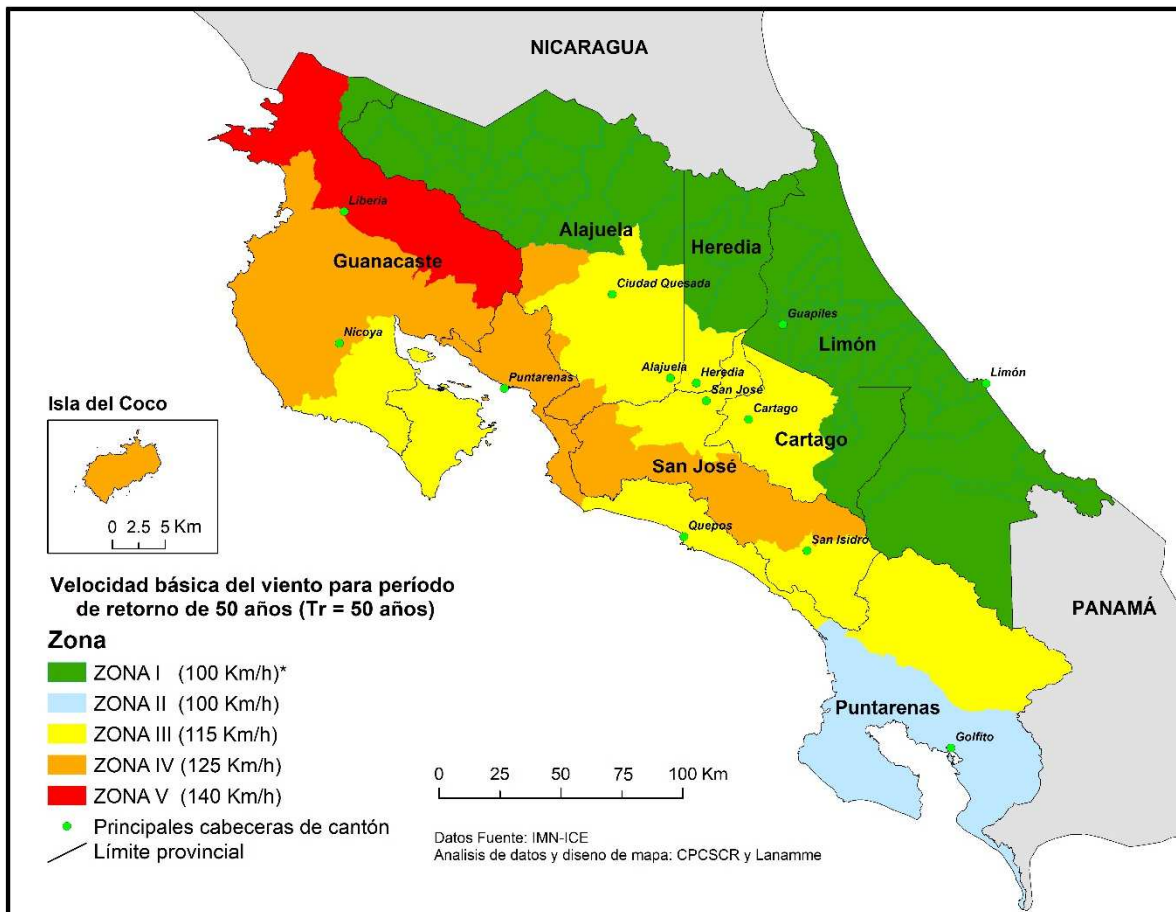 NICARAGUA
Liberia
Alajuela
Heredia
Guanacaste
Ciudad Quesada
Guapiles
Nicoya
Limón
Alajuela
Heredia
Limón
Puntarenas
San José
Cartago
Cartago
San José
Isla del Coco
0 2.5 5 Km
Quepos
San Isidro
PANAMÁ
Puntarenas
Golfito
Velocidad básica del viento para período
de retorno de 50 años (Tr = 50 años)
Zona
ZONA I (100 Km/h)*
ZONA II (100 Km/h)
ZONA III (115 Km/h)
ZONA IV (125 Km/h)
ZONA V (140 Km/h)
Principales cabeceras de cantón
Límite provincial
0 25 50 75 100 Km
Datos Fuente: IMN-ICE
Analisis de datos y diseno de mapa: CPCSCR y Lanamme